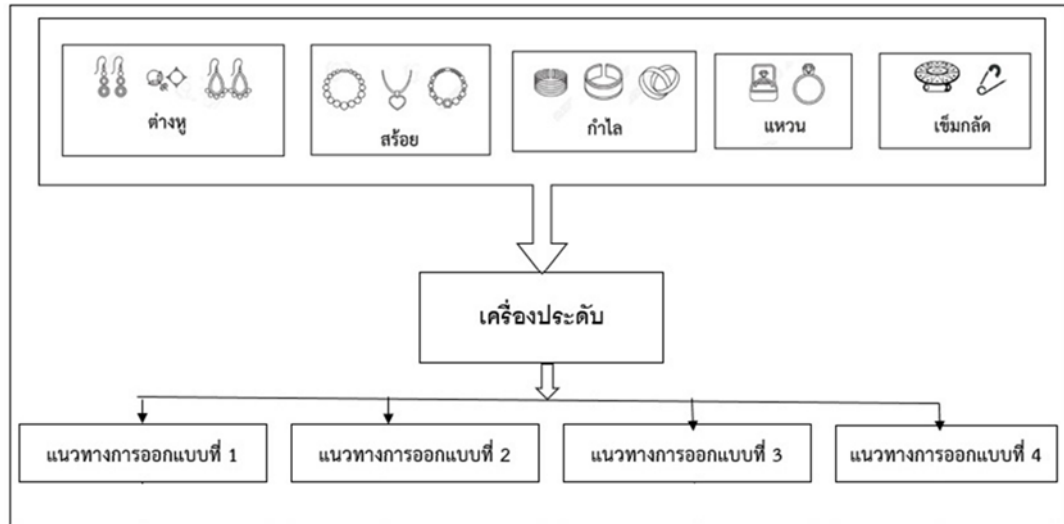 ต่างหู
สร้อย
กำไล
แหวน
เข็มกลัด
เครื่องประดับ
แนวทางการออกแบบที่ 1
แนวทางการออกแบบที่ 2
แนวทางการออกแบบที่ 3
แนวทางการออกแบบที่ 4